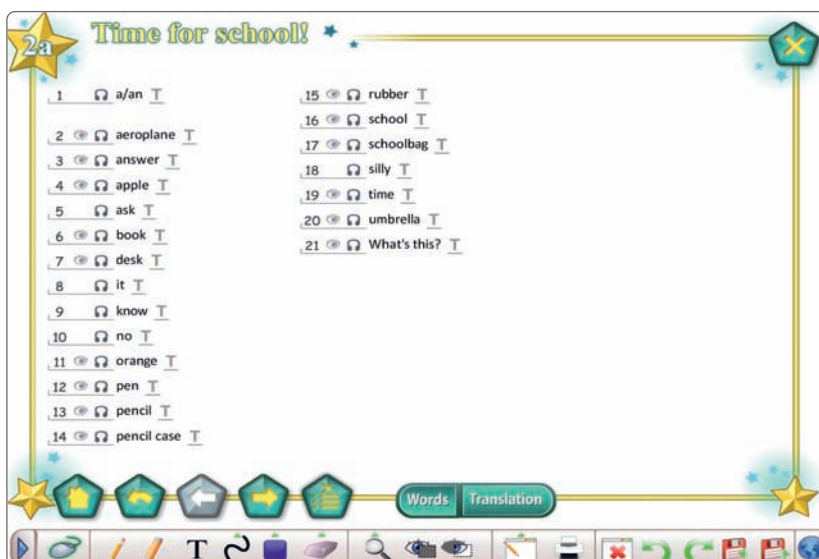 2a
Time for school!
1 a/an T
2 aeroplane T
3 answer T
4 apple T
5 ask T
6 book T
7 desk T
8 it T
9 know T
10 no T
11 orange T
12 pen T
13 pencil T
14 pencil case T
15 rubber T
16 school T
17 schoolbag T
18 silly T
19 time T
20 umbrella T
21 What's this? T
Words Translation
T